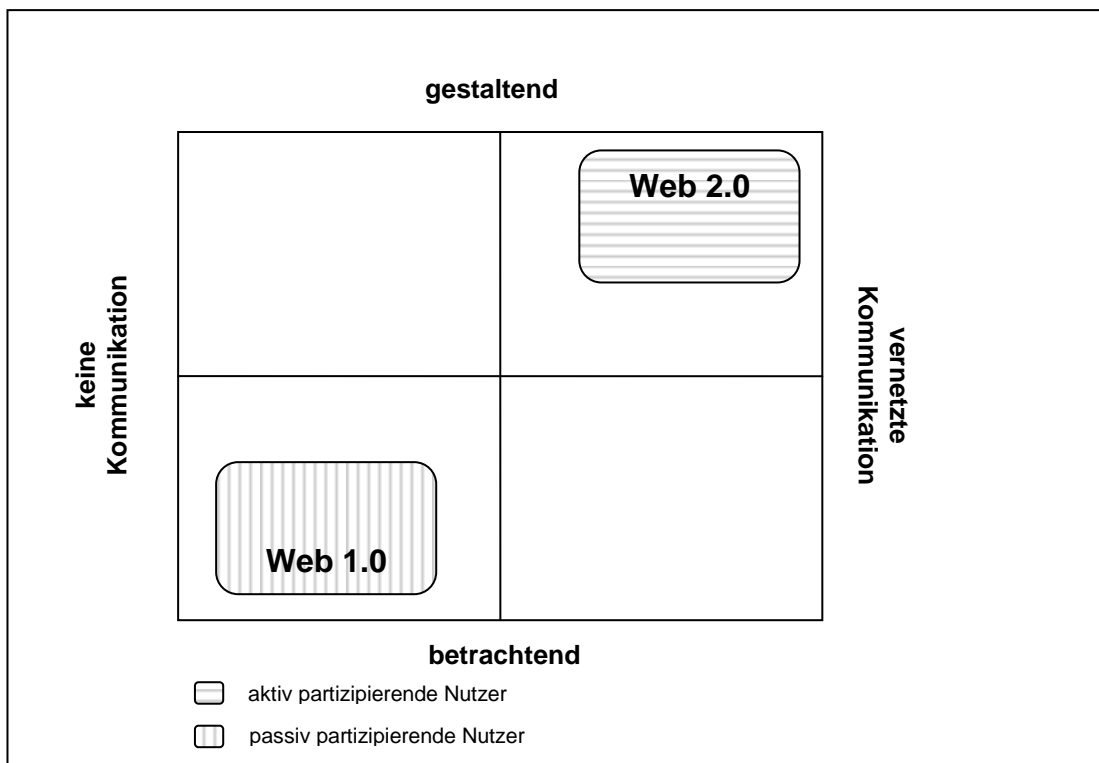 gestaltend
Web 2.0
keine
Kommunikation
vernetzte
Kommunikation
Web 1.0
betrachtend
aktiv partizipierende Nutzer
passiv partizipierende Nutzer